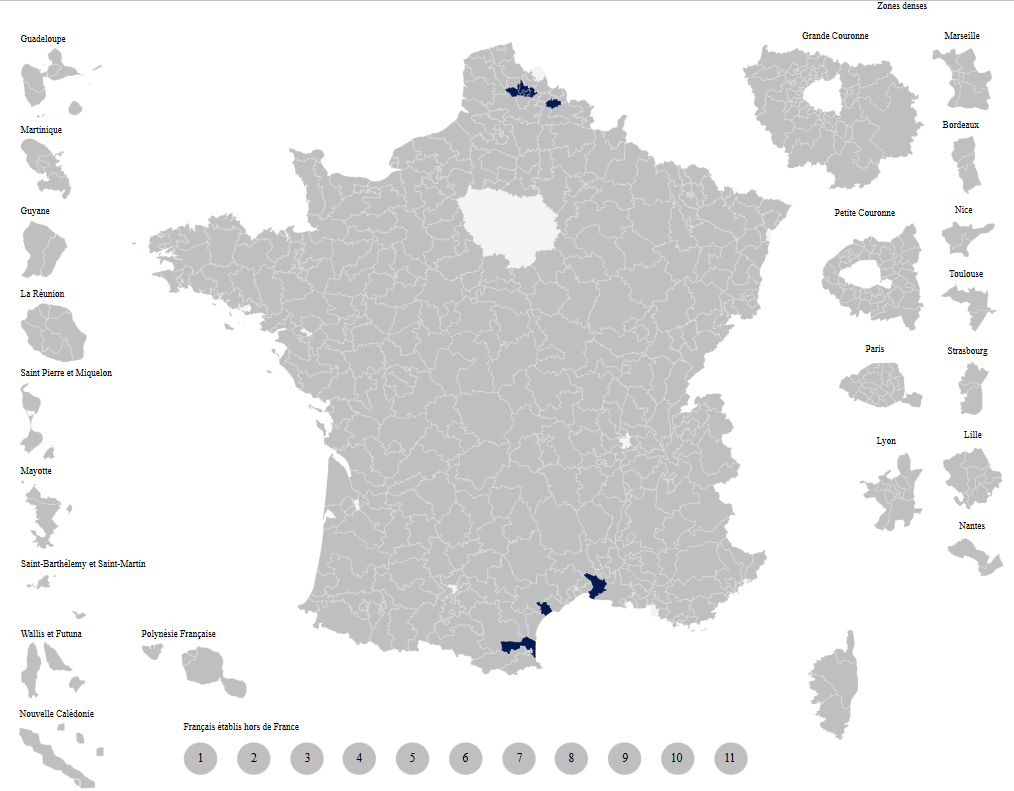 Zones denses
Guadeloupe
Grande Couronne
Marseille
Martinique
Bordeaux
Guyane
Petite Couronne
Nice
La Réunion
Toulouse
Saint Pierre et Miquelon
Paris
Strasbourg
Lyon
Lille
Mayotte
Nantes
Saint-Barthélemy et Saint-Martin
Wallis et Futuna
Polynésie Française
Nouvelle Calédonie
Français établis hors de France
1 2 3 4 5 6 7 8 9 10 11